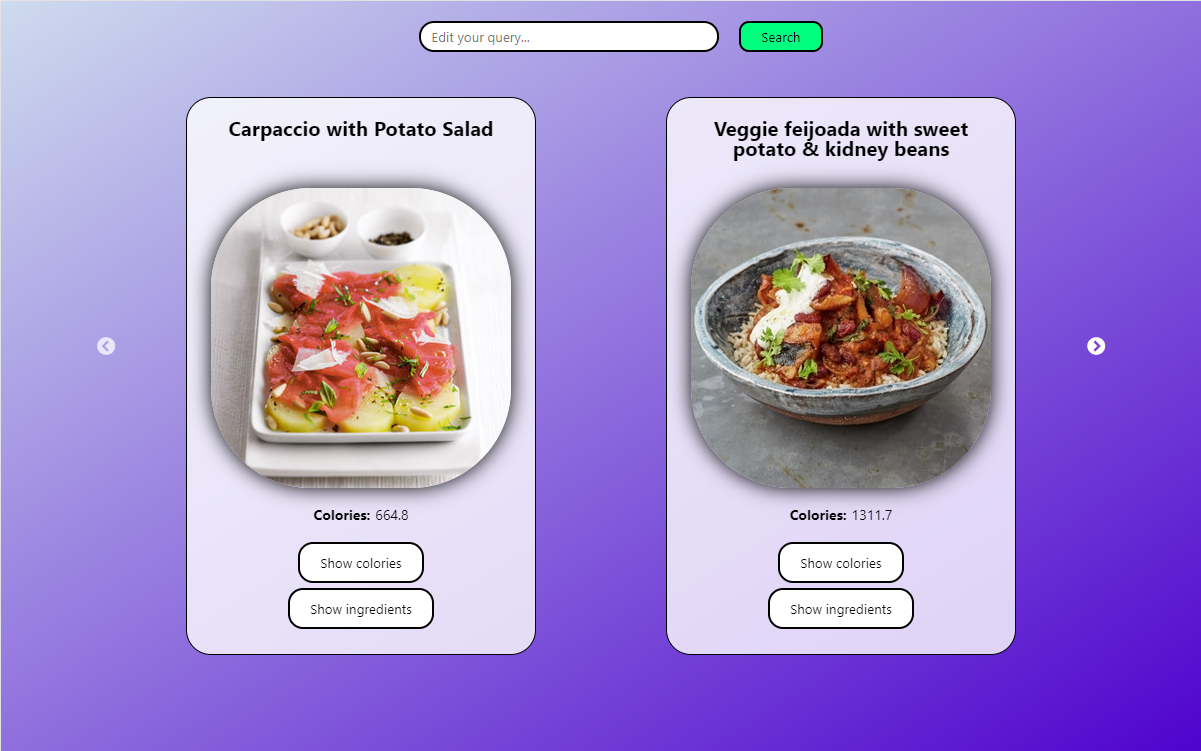 Edit your query...
Search
Carpaccio with Potato Salad
Colories: 664.8
Show colories
Show ingredients
Veggie feijoada with sweet
potato & kidney beans
Colories: 1311.7
Show colories
Show ingredients